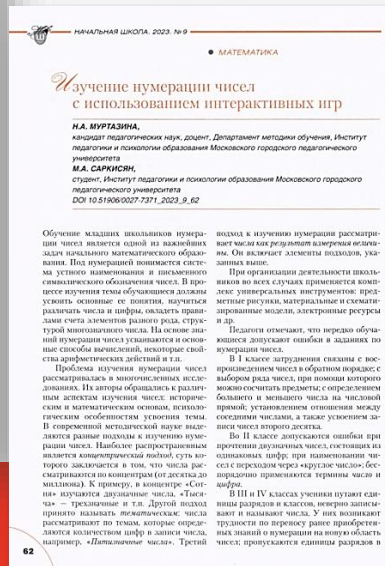 НАЧАЛЬНАЯ ШКОЛА. 2023. №9
• МАТЕМАТИКА
Изучение нумерации чисел
с использованием интерактивных игр
Н.А. МУРТАЗИНА,
кандидат педагогических наук, доцент, Департамент методики обучения, Институт
педагогики и психологии образования Московского городского педагогического
университета
М.А. САРКИСЯН,
студент, Институт педагогики и психологии образования Московского городского
педагогического университета
DOI 10.51906/0027-7371_2023_9_62
Обучение младших школьников нумера-
ции чисел является одной из важнейших
задач начального математического образо-
вания. Под нумерацией понимается систе-
ма устного наименования и письменного
символического обозначения чисел. В про-
цессе изучения темы обучающиеся должны
усвоить основные ее понятия, научиться
различать числа и цифры, овладеть прави-
лами счета элементов разного рода, струк-
турой многозначного числа. На основе зна-
ний нумерации чисел усваиваются и основ-
ные способы вычислений, некоторые свой-
ства арифметических действий и т.п.
Проблема изучения нумерации чисел
рассматривалась в многочисленных иссле-
дованиях. Их авторы обращались к различ-
ным аспектам изучения чисел: историче-
ским и математическим основам, психоло-
гическим особенностям усвоения темы.
В современной методической науке выде-
ляются разные подходы к изучению нуме-
рации чисел. Наиболее распространенным
является концентрический подход, суть ко-
торого заключается в том, что числа рас-
сматриваются по концентрам (от десятка до
миллиона). К примеру, в концентре «Сот-
ня» изучаются двузначные числа, «Тыся-
ча» — трехзначные и т.п. Другой подход
принято называть тематическим: числа
рассматривают по темам, которые опреде-
ляются количеством цифр в записи числа,
например, «Пятизначные числа». Третий
подход к изучению нумерации рассматри-
вает числа как результат измерения величи-
ны. Он включает элементы подходов, ука-
занных выше.
При организации деятельности школь-
ников во всех случаях применяется ком-
плекс универсальных инструментов: пред-
метные рисунки, материальные и схемати-
зированные модели, электронные ресурсы
и др.
Педагоги отмечают, что нередко обуча-
ющиеся допускают ошибки в заданиях по
нумерации чисел.
В I классе затруднения связаны с вос-
произведением чисел в обратном порядке; с
выбором ряда чисел, при помощи которого
можно сосчитать предметы; с определением
большего и меньшего числа на числовой
прямой; установлением отношения между
соседними числами, а также усвоением за-
писи чисел второго десятка.
Во II классе допускаются ошибки при
прочтении двузначных чисел, состоящих из
одинаковых цифр; при наименовании чи-
сел с переходом через «круглое число»; бес-
порядочно применяются термины число и
цифра.
В III и IV классах ученики путают еди-
ницы разрядов и классов, неверно записы-
вают и называют числа. У них возникают
трудности по переносу ранее приобретен-
ных знаний о нумерации на новую область
чисел; пропускаются единицы разрядов в
62